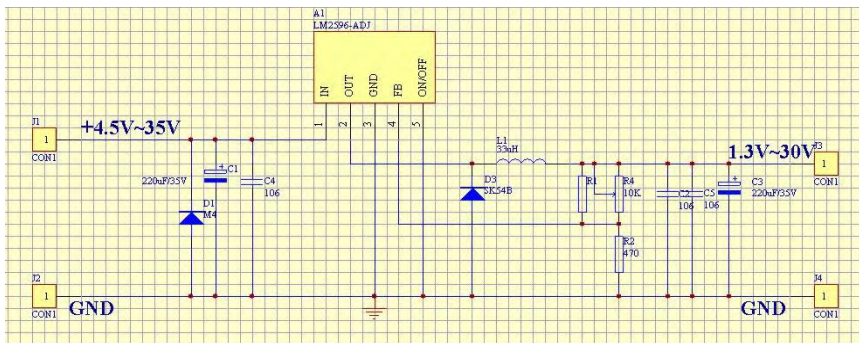 A1
LM2596-ADJ
IN
OUT
GND
FB
ON/OFF
1
2
3
4
5
J1
1
CON1
+4.5V~35V
C1
220uF/35V
C4
106
D1
M4
L1
33uH
D3
SK54B
R1
R4
10K
R2
470
C2
106
C5
106
C3
220uF/35V
1.3V~30V
J3
1
CON1
J2
1
CON1
GND
GND
J4
1
CON1